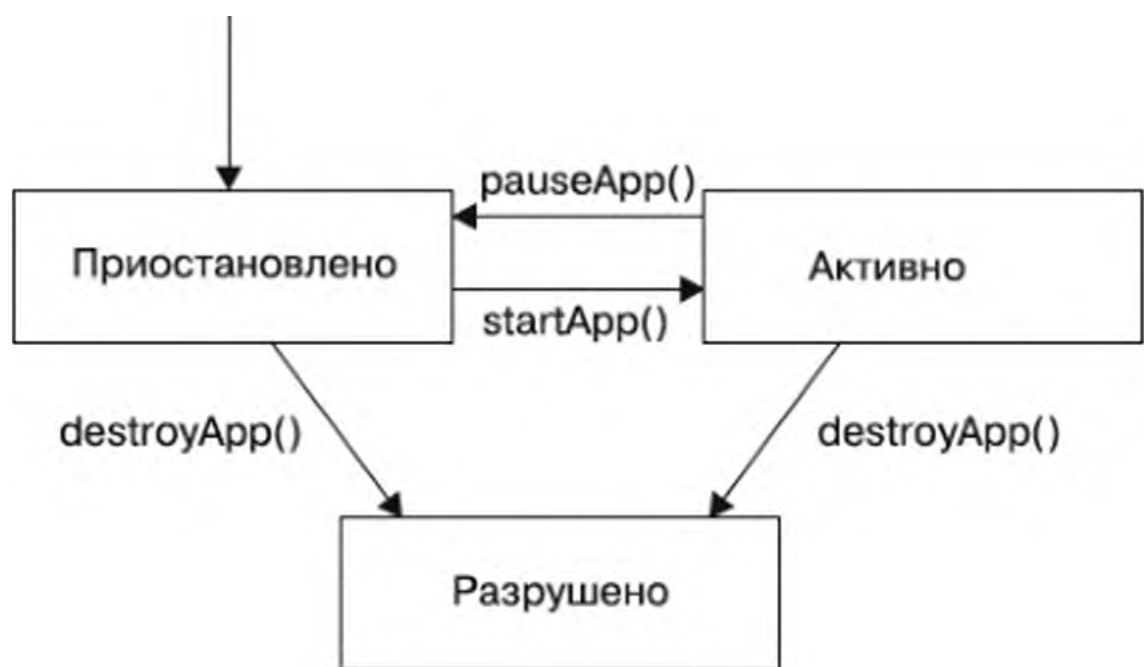 pauseApp()
Приостановлено
Активно
startApp()
destroyApp()
destroyApp()
Разрушено